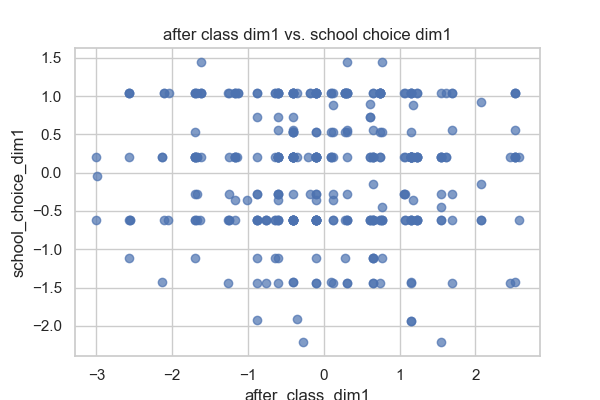 after class dim1 vs. school choice dim1
1.5
1.0
0.5
0.0
−0.5
−1.0
−1.5
−2.0
school_choice_dim1
−3 −2 −1 0 1 2
after_class_dim1